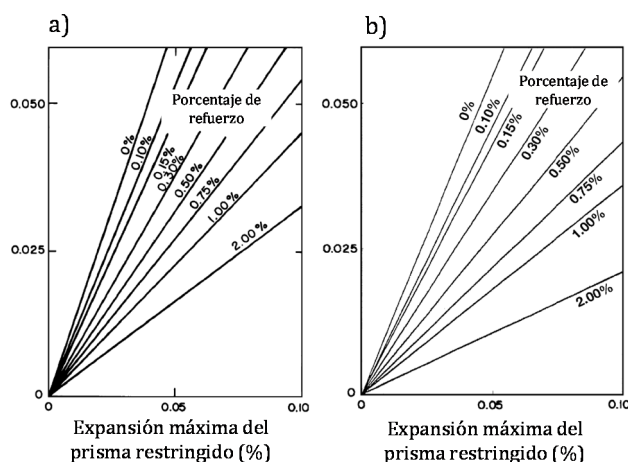 a)
0.050
0.025
0
Porcentaje de
refuerzo
0%
0.10%
0.15%
0.30%
0.50%
0.75%
1.00%
2.00%
0
0.05
0.10
Expansión máxima del
prisma restringido (%)
b)
0.050
0.025
0
Porcentaje de
refuerzo
0%
0.10%
0.15%
0.30%
0.50%
0.75%
1.00%
2.00%
0
0.05
0.10
Expansión máxima del
prisma restringido (%)